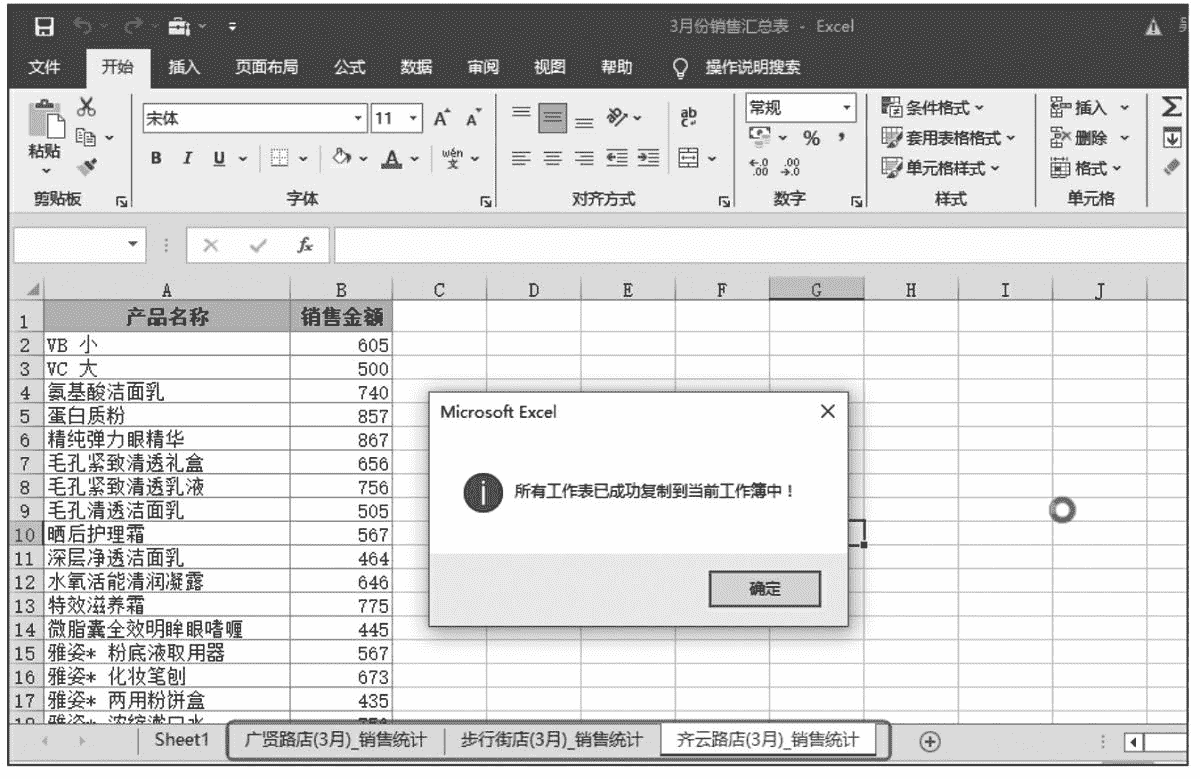 3月份销售汇总表 - Excel
文件 开始 插入 页面布局 公式 数据 审阅 视图 帮助 操作说明搜索
宋体 11 A A ab 常规 条件格式 插入 Σ
粘贴 B I U A wén 文 % , 套用表格格式 删除
.00 .00 单元格样式 格式
剪贴板 字体 对齐方式 数字 样式 单元格
fx
A B C D E F G H I J
1 产品名称 销售金额
2 VB 小 605
3 VC 大 500
4 氨基酸洁面乳 740
5 蛋白质粉 857
6 精纯弹力眼精华 867
7 毛孔紧致清透礼盒 656
8 毛孔紧致清透乳液 756
9 毛孔清透洁面乳 505
10 晒后护理霜 567
11 深层净透洁面乳 464
12 水氧活能清润凝露 646
13 特效滋养霜 775
14 微脂囊全效明眸眼嗜喱 445
15 雅姿* 粉底液取用器 567
16 雅姿* 化妆笔刨 673
17 雅姿* 两用粉饼盒 435
Microsoft Excel
所有工作表已成功复制到当前工作簿中！
确定
Sheet1 广贤路店(3月)_销售统计 步行街店(3月)_销售统计 齐云路店(3月)_销售统计